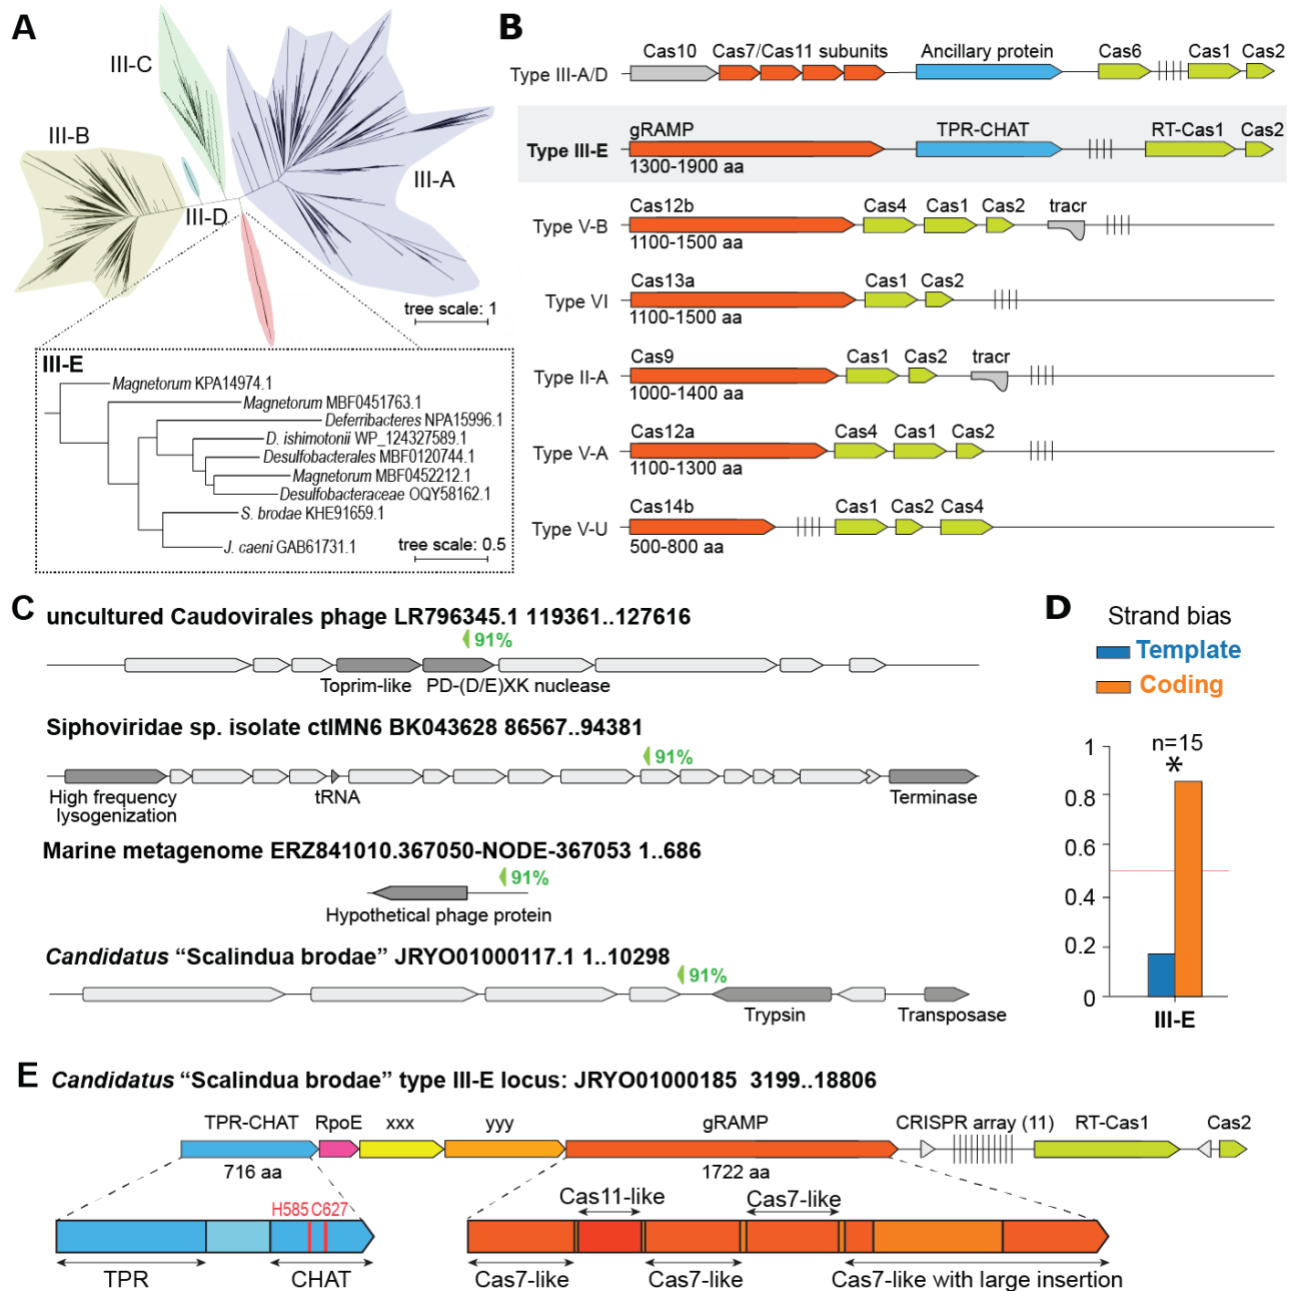 A
III-C
III-B
III-D
III-A
tree scale: 1
III-E
Magnetorum KPA14974.1
Magnetorum MBF0451763.1
Deferribacteres NPA15996.1
D. ishimotonii WP_124327589.1
Desulfobacterales MBF0120744.1
Magnetorum MBF0452212.1
Desulfobacteraceae OQY58162.1
S. brodae KHE91659.1
J. caeni GAB61731.1
tree scale: 0.5
B
Cas10 Cas7/Cas11 subunits Ancillary protein Cas6 Cas1 Cas2
Type III-A/D
gRAMP TPR-CHAT RT-Cas1 Cas2
Type III-E
1300-1900 aa
Cas12b Cas4 Cas1 Cas2 tracr
Type V-B
1100-1500 aa
Cas13a Cas1 Cas2
Type VI
1100-1500 aa
Cas9 Cas1 Cas2 tracr
Type II-A
1000-1400 aa
Cas12a Cas4 Cas1 Cas2
Type V-A
1100-1300 aa
Cas14b Cas1 Cas2 Cas4
Type V-U
500-800 aa
C
uncultured Caudovirales phage LR796345.1 119361..127616
91%
Toprim-like PD-(D/E)XK nuclease
Siphoviridae sp. isolate ctIMN6 BK043628 86567..94381
91%
High frequency
lysogenization
tRNA
Terminase
Marine metagenome ERZ841010.367050-NODE-367053 1..686
91%
Hypothetical phage protein
Candidatus “Scalindua brodae” JRYO01000117.1 1..10298
91%
Trypsin Transposase
D
Strand bias
Template
Coding
n=15
*
1
0.8
0.6
0.4
0.2
0
III-E
E
Candidatus “Scalindua brodae” type III-E locus: JRYO01000185 3199..18806
TPR-CHAT RpoE xxx yyy gRAMP CRISPR array (11) RT-Cas1 Cas2
716 aa 1722 aa
H585 C627
Cas11-like Cas7-like
TPR CHAT Cas7-like Cas7-like Cas7-like with large insertion